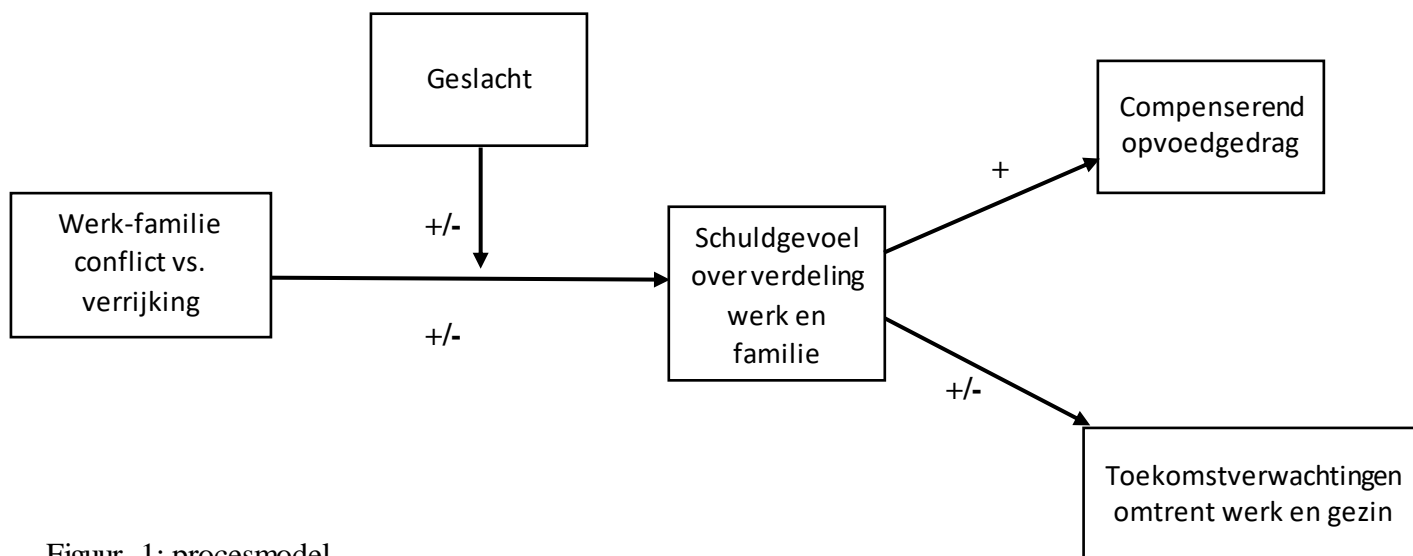 Geslacht
Compenserend
opvoedgedrag
+
Werk-familie
conflict vs.
verrijking
+/-
+/-
Schuldgevoel
over verdeling
werk en
familie
+/-
Toekomstverwachtingen
omtrent werk en gezin
Figuur 1: procesmodel